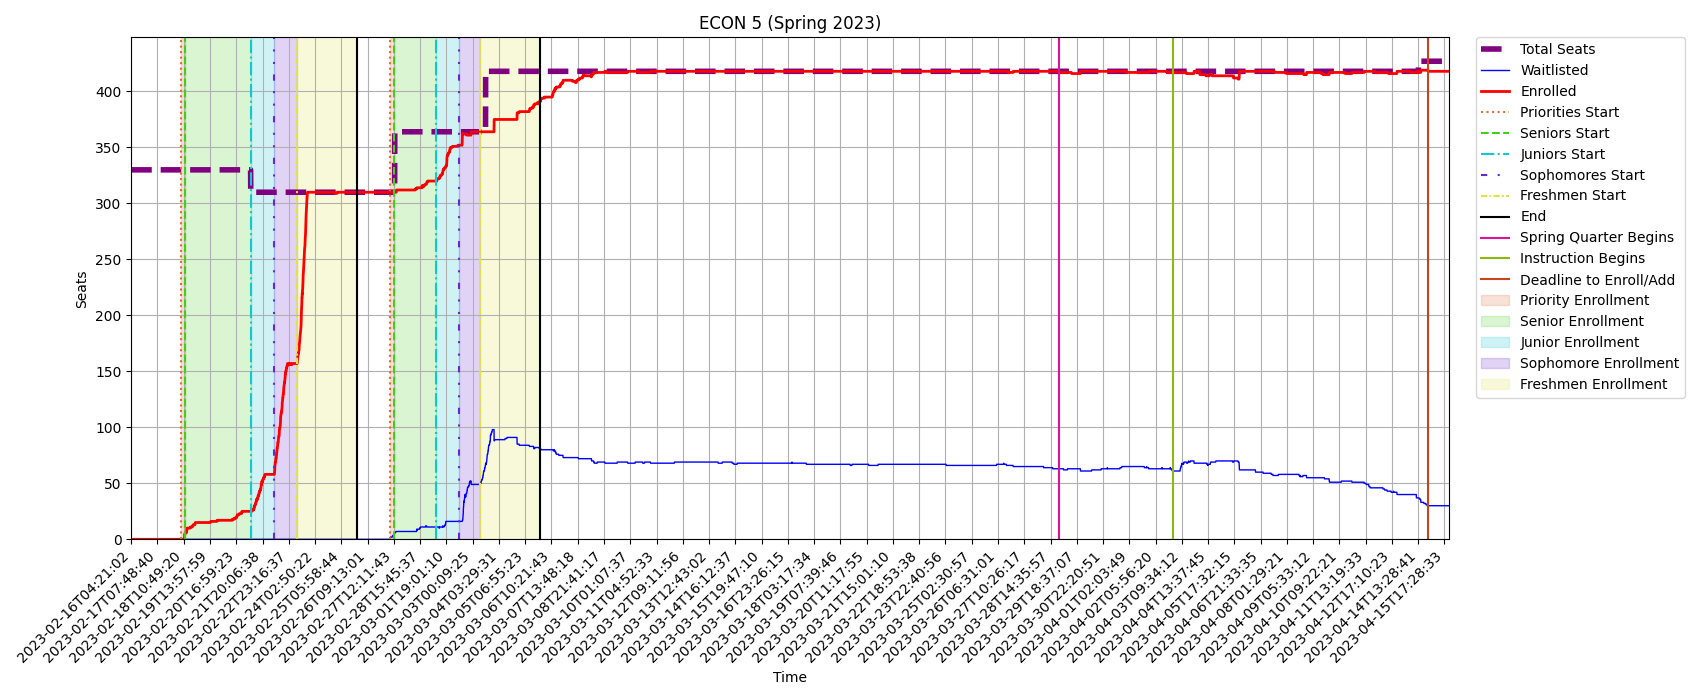 ECON 5 (Spring 2023)
Seats
400
350
300
250
200
150
100
50
0
2023-02-16T04:21:02
2023-02-17T07:48:40
2023-02-18T10:49:20
2023-02-19T13:57:59
2023-02-20T16:59:23
2023-02-21T20:06:38
2023-02-22T23:16:37
2023-02-24T02:50:22
2023-02-25T05:58:44
2023-02-26T09:13:01
2023-02-27T12:11:43
2023-02-28T15:45:37
2023-03-01T19:01:10
2023-03-03T00:09:25
2023-03-04T03:29:31
2023-03-05T06:55:23
2023-03-06T10:21:43
2023-03-07T13:48:18
2023-03-08T21:41:17
2023-03-10T01:07:37
2023-03-11T04:52:33
2023-03-12T09:11:56
2023-03-13T12:43:02
2023-03-14T16:12:37
2023-03-15T19:47:10
2023-03-16T23:26:15
2023-03-18T03:17:34
2023-03-19T07:39:46
2023-03-20T11:17:55
2023-03-21T15:01:10
2023-03-22T18:53:38
2023-03-23T22:40:56
2023-03-25T02:30:57
2023-03-26T06:31:01
2023-03-27T10:26:17
2023-03-28T14:35:57
2023-03-29T18:37:07
2023-03-30T22:20:51
2023-04-01T02:03:49
2023-04-02T05:56:20
2023-04-03T09:34:12
2023-04-04T13:37:45
2023-04-05T17:32:15
2023-04-06T21:33:35
2023-04-08T01:29:21
2023-04-09T05:33:12
2023-04-10T09:22:21
2023-04-11T13:19:33
2023-04-12T17:10:23
2023-04-14T13:28:41
2023-04-15T17:28:33
Time
Total Seats
Waitlisted
Enrolled
Priorities Start
Seniors Start
Juniors Start
Sophomores Start
Freshmen Start
End
Spring Quarter Begins
Instruction Begins
Deadline to Enroll/Add
Priority Enrollment
Senior Enrollment
Junior Enrollment
Sophomore Enrollment
Freshmen Enrollment